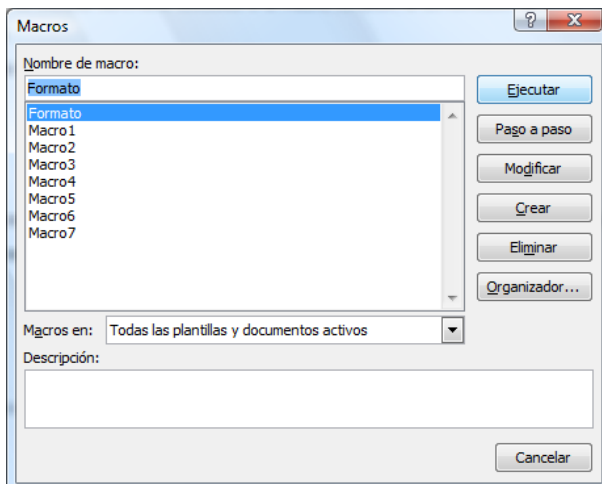 Macros
Nombre de macro:
Formato
Formato
Macro1
Macro2
Macro3
Macro4
Macro5
Macro6
Macro7
Ejecutar
Paso a paso
Modificar
Crear
Eliminar
Organizador...
Macros en: Todas las plantillas y documentos activos
Descripción:
Cancelar